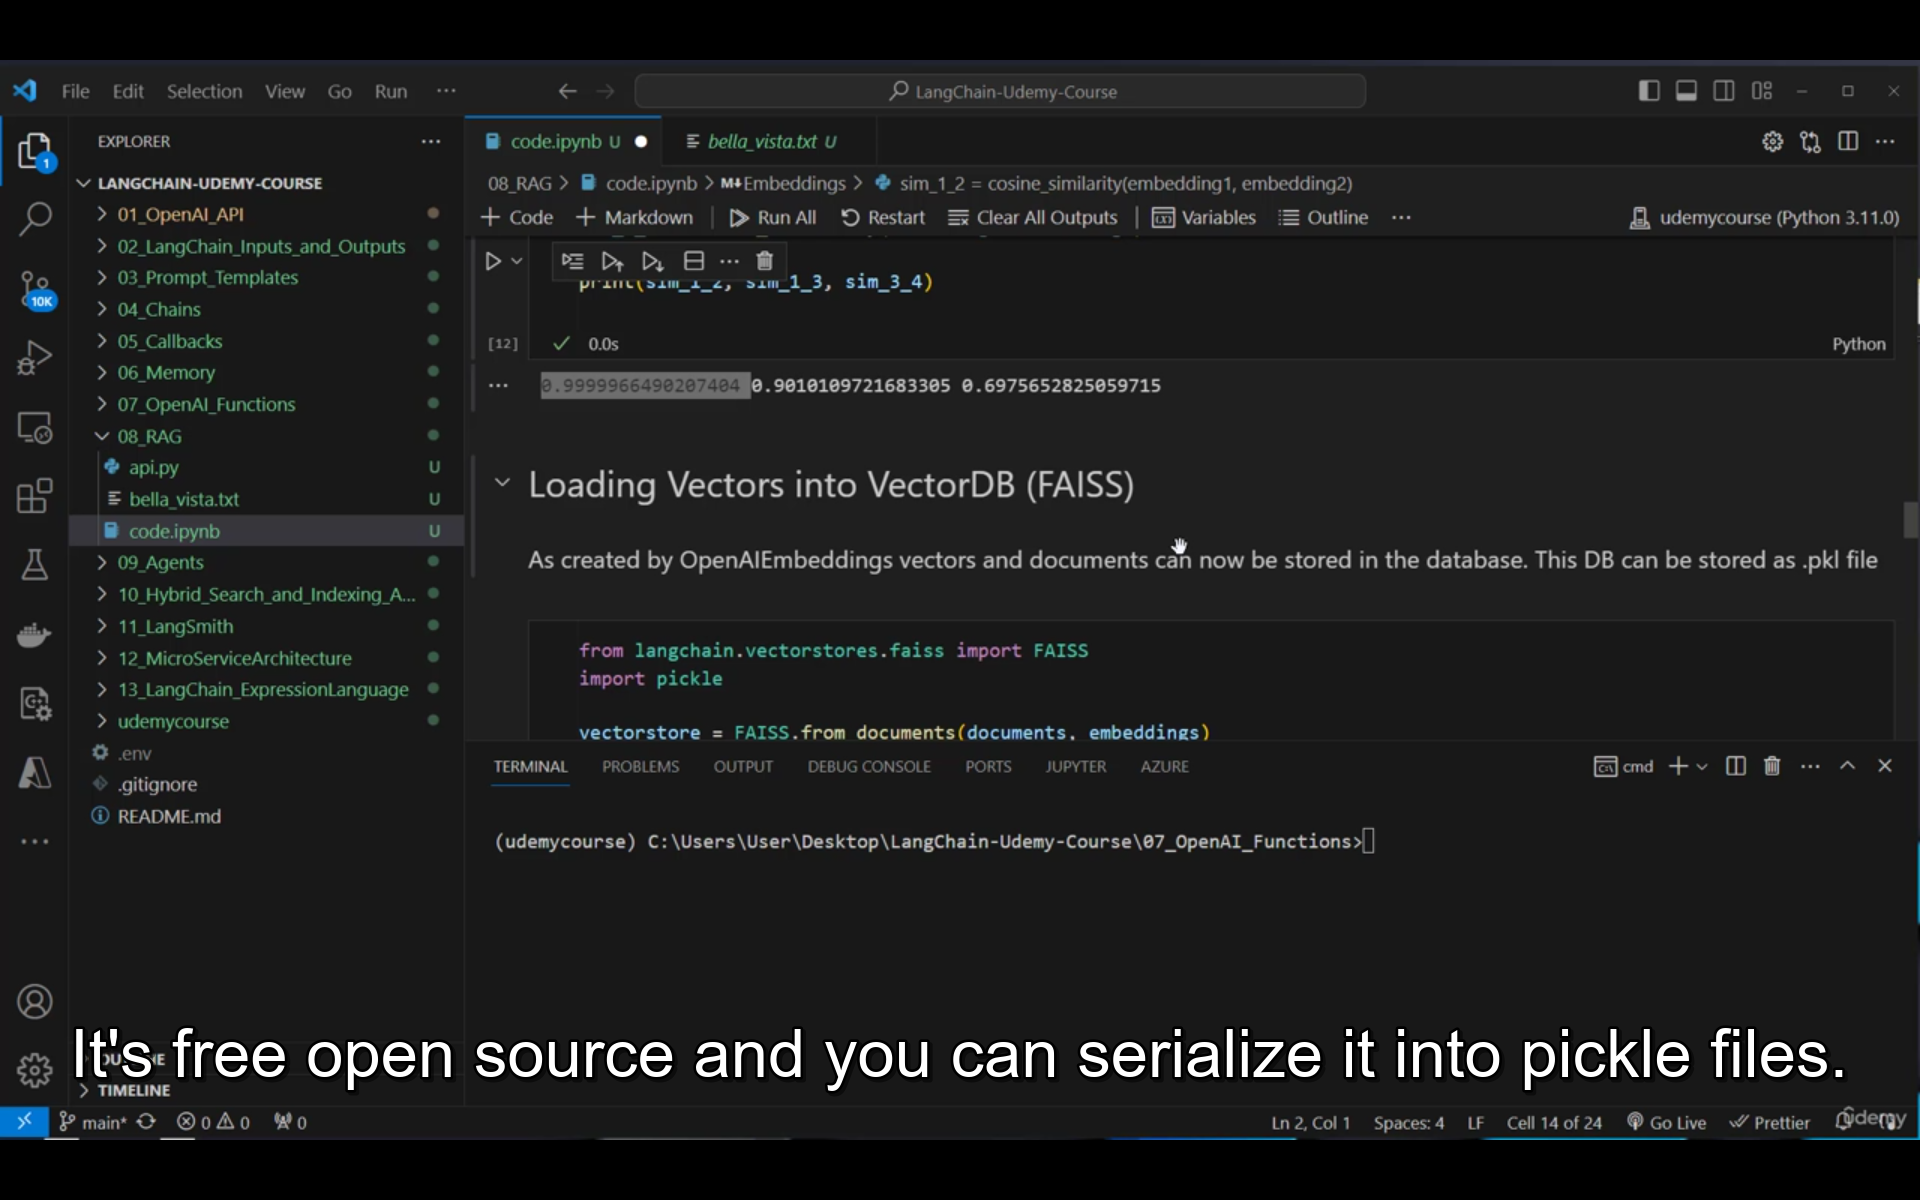 File Edit Selection View Go Run ...
LangChain-Udemy-Course
EXPLORER
1
10K
LANGCHAIN-UDEMY-COURSE
01_OpenAI_API
02_LangChain_Inputs_and_Outputs
03_Prompt_Templates
04_Chains
05_Callbacks
06_Memory
07_OpenAI_Functions
08_RAG
api.py U
bella_vista.txt U
code.ipynb U
09_Agents
10_Hybrid_Search_and_Indexing_A...
11_LangSmith
12_MicroServiceArchitecture
13_LangChain_ExpressionLanguage
udemycourse
.env
.gitignore
README.md
TIMELINE
code.ipynb U bella_vista.txt U
08_RAG > code.ipynb > M↓Embeddings > sim_1_2 = cosine_similarity(embedding1, embedding2)
+ Code + Markdown | Run All Restart Clear All Outputs | Variables Outline ... udemycourse (Python 3.11.0)
print(sim_1_2, sim_1_3, sim_3_4)
[12] 0.0s Python
0.9999966490207404 0.9010109721683305 0.6975652825059715
Loading Vectors into VectorDB (FAISS)
As created by OpenAIEmbeddings vectors and documents can now be stored in the database. This DB can be stored as .pkl file
from langchain.vectorstores.faiss import FAISS
import pickle
vectorstore = FAISS.from_documents(documents, embeddings)
TERMINAL PROBLEMS OUTPUT DEBUG CONSOLE PORTS JUPYTER AZURE
cmd
(udemycourse) C:\Users\User\Desktop\LangChain-Udemy-Course\07_OpenAI_Functions>
It's free open source and you can serialize it into pickle files.
main* 0 0 0
Ln 2, Col 1 Spaces: 4 LF Cell 14 of 24 Go Live Prettier
Udemy